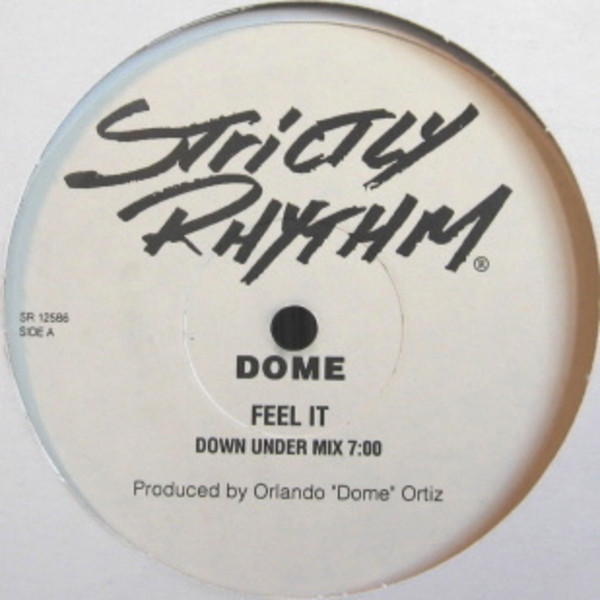 Strictly
Rhythm®
SR 12586
SIDE A
DOME
FEEL IT
DOWN UNDER MIX 7:00
Produced by Orlando "Dome" Ortiz